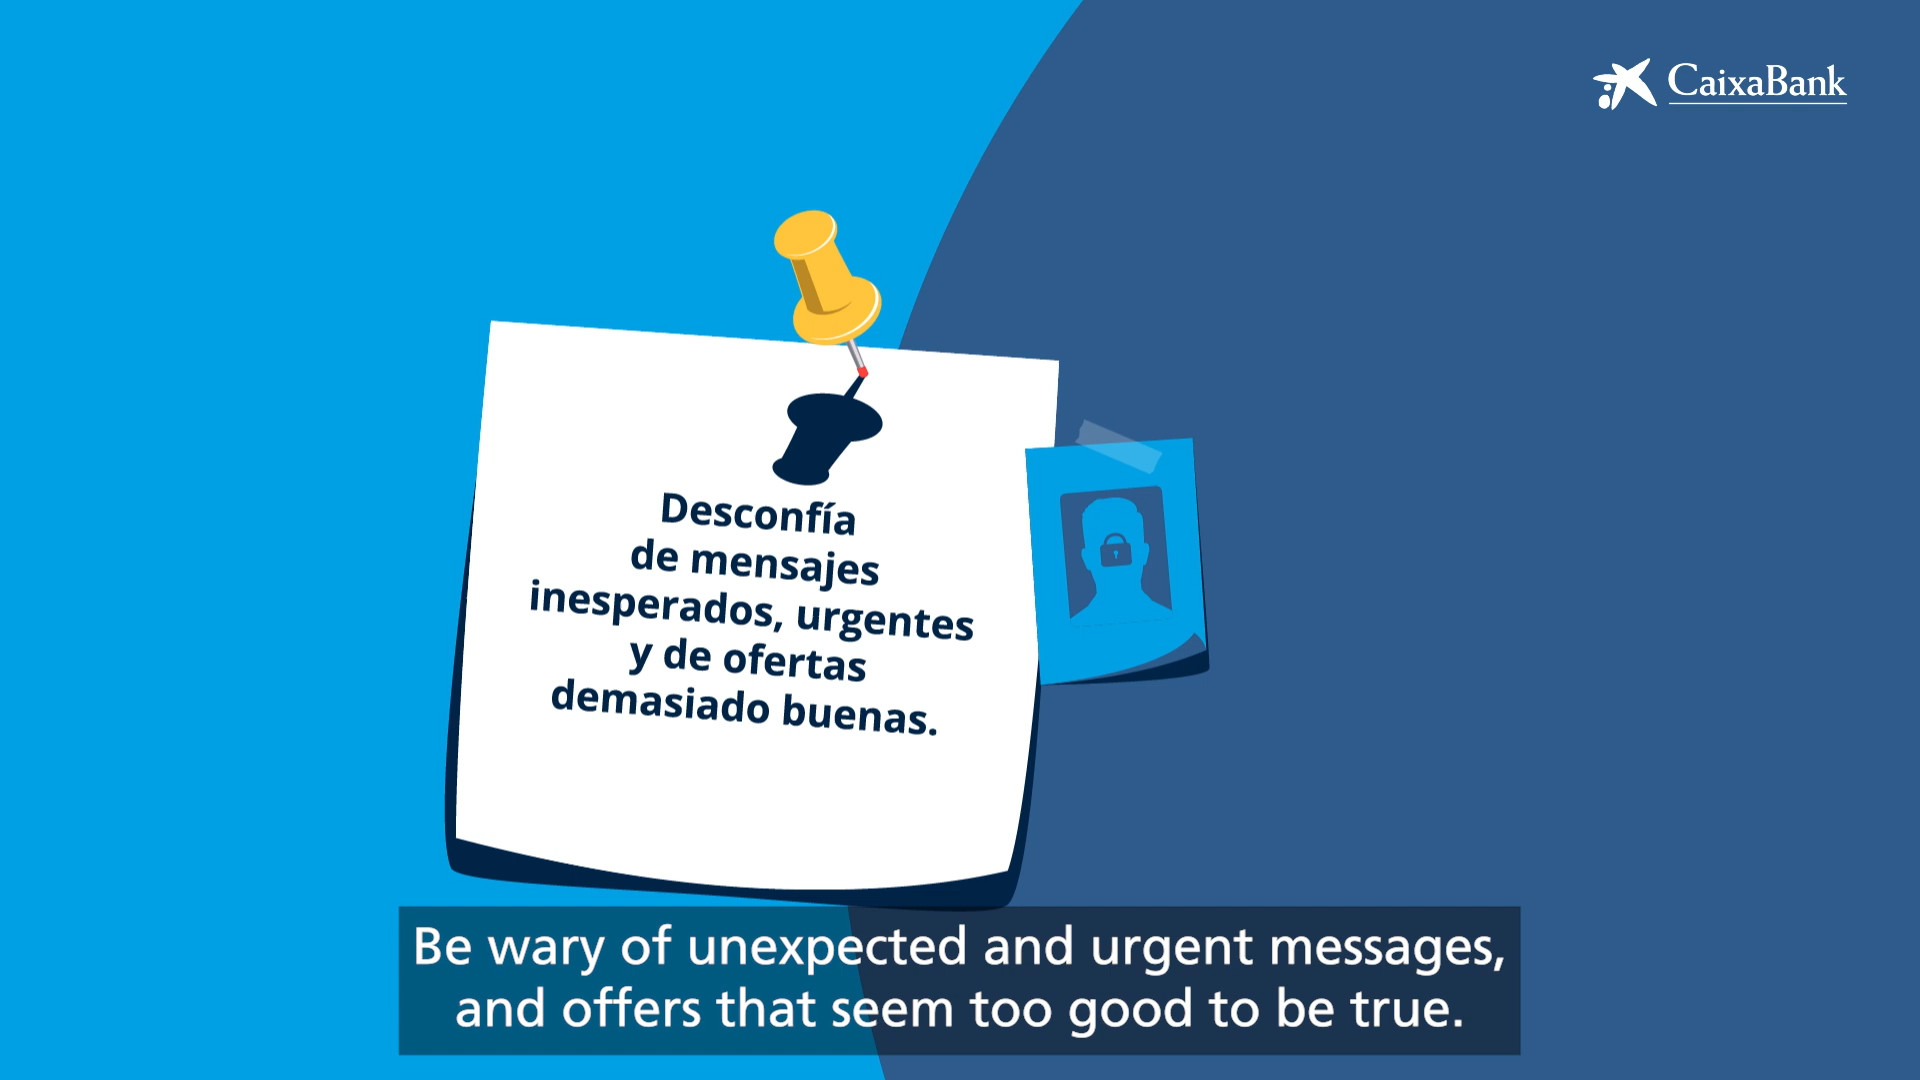 CaixaBank
Desconfía
de mensajes
inesperados, urgentes
y de ofertas
demasiado buenas.
Be wary of unexpected and urgent messages,
and offers that seem too good to be true.